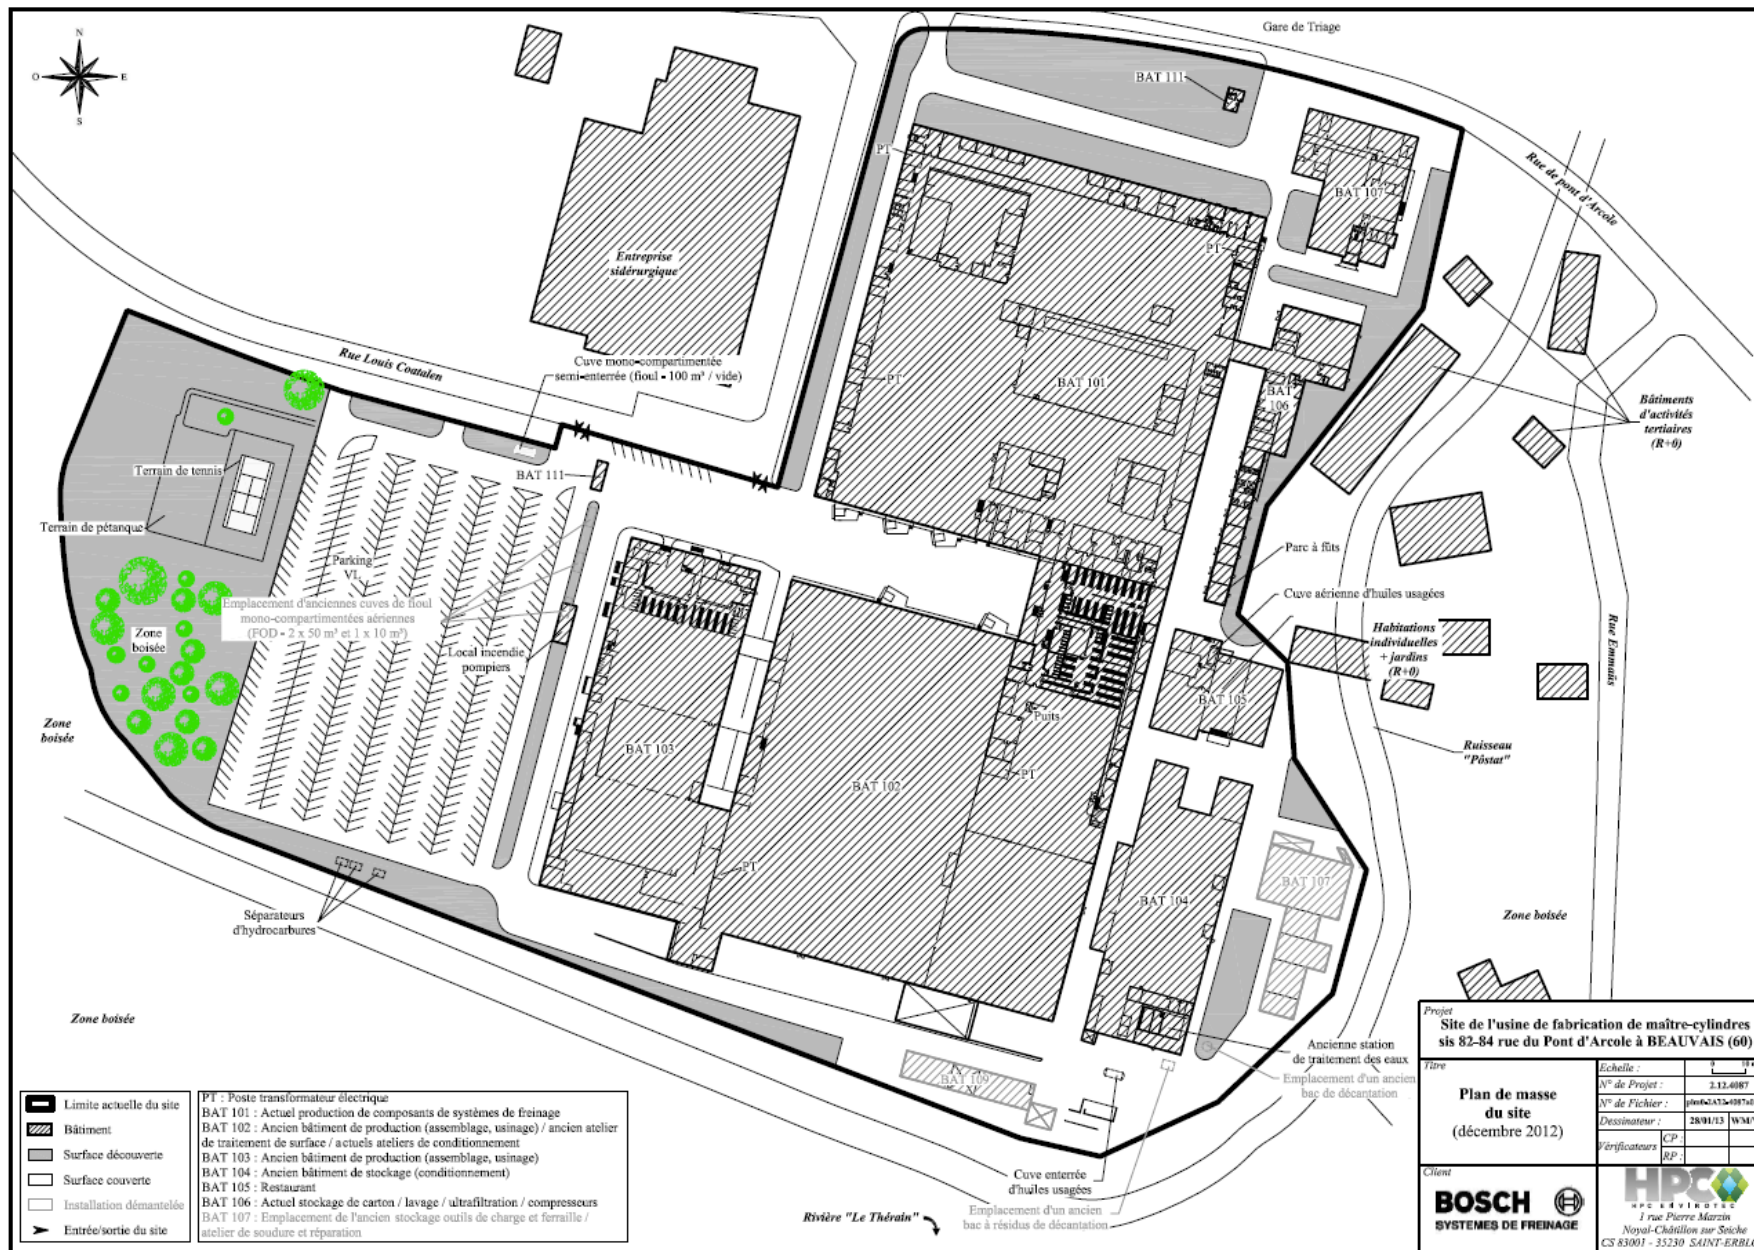 Gare de Triage
N
O
E
S
BAT 111
PT
BAT 107
Rue de pont d'Arcole
PT
Entreprise
sidérurgique
Rue Louis Coatalen
Cuve mono-compartimentée
semi-enterrée (fioul - 100 m³ / vide)
PT
BAT 101
BAT
106
Bâtiments
d'activités
tertiaires
(R+0)
Terrain de tennis
BAT 111
Terrain de pétanque
Parking
VL
Parc à fûts
Emplacement d'anciennes cuves de fioul
mono-compartimentées aériennes
(FOD - 2 x 50 m³ et 1 x 10 m³)
Cuve aérienne d'huiles usagées
Zone
boisée
Local incendie
pompiers
Habitations
individuelles
+ jardins
(R+0)
Rue Emmaüs
Zone
boisée
BAT 105
Puits
BAT 103
Ruisseau
"Pôstat"
PT
BAT 102
PT
BAT 107
BAT 104
Séparateurs
d'hydrocarbures
Zone boisée
Zone boisée
Ancienne station
de traitement des eaux
Emplacement d'un ancien
bac de décantation
BAT 109
Cuve enterrée
d'huiles usagées
Emplacement d'un ancien
bac à résidus de décantation
Rivière "Le Thérain"
Limite actuelle du site
Bâtiment
Surface découverte
Surface couverte
Installation démantelée
Entrée/sortie du site
PT : Poste transformateur électrique
BAT 101 : Actuel production de composants de systèmes de freinage
BAT 102 : Ancien bâtiment de production (assemblage, usinage) / ancien atelier
de traitement de surface / actuels ateliers de conditionnement
BAT 103 : Ancien bâtiment de production (assemblage, usinage)
BAT 104 : Ancien bâtiment de stockage (conditionnement)
BAT 105 : Restaurant
BAT 106 : Actuel stockage de carton / lavage / ultrafiltration / compresseurs
BAT 107 : Emplacement de l'ancien stockage outils de charge et ferraille /
atelier de soudure et réparation
Projet
Site de l'usine de fabrication de maître-cylindres
sis 82-84 rue du Pont d'Arcole à BEAUVAIS (60)
Titre
Plan de masse
du site
(décembre 2012)
Echelle :
0
N° de Projet :
2.12.4087
N° de Fichier :
Dessinateur :
28/01/13
Vérificateurs
CP :
RP :
Client
BOSCH
SYSTEMES DE FREINAGE
HPC
HPC ENVIROTEC
1 rue Pierre Marzin
Noyal-Châtillon sur Seiche
CS 83001 - 35230